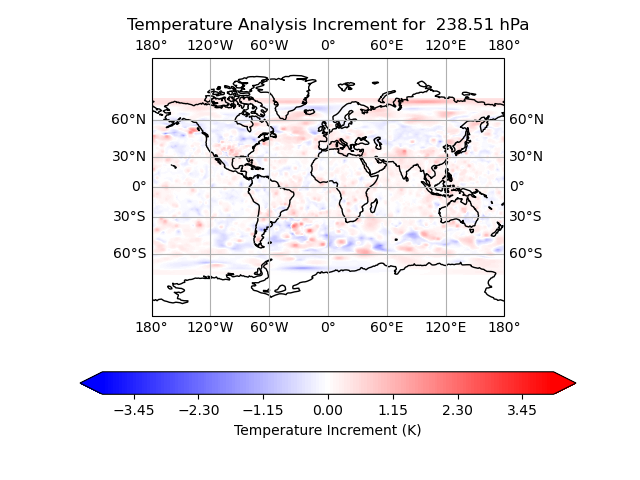 Temperature Analysis Increment for  238.51 hPa
180° 120°W 60°W 0° 60°E 120°E 180°
60°N 60°N
30°N 30°N
0° 0°
30°S 30°S
60°S 60°S
180° 120°W 60°W 0° 60°E 120°E 180°
−3.45 −2.30 −1.15 0.00 1.15 2.30 3.45
Temperature Increment (K)